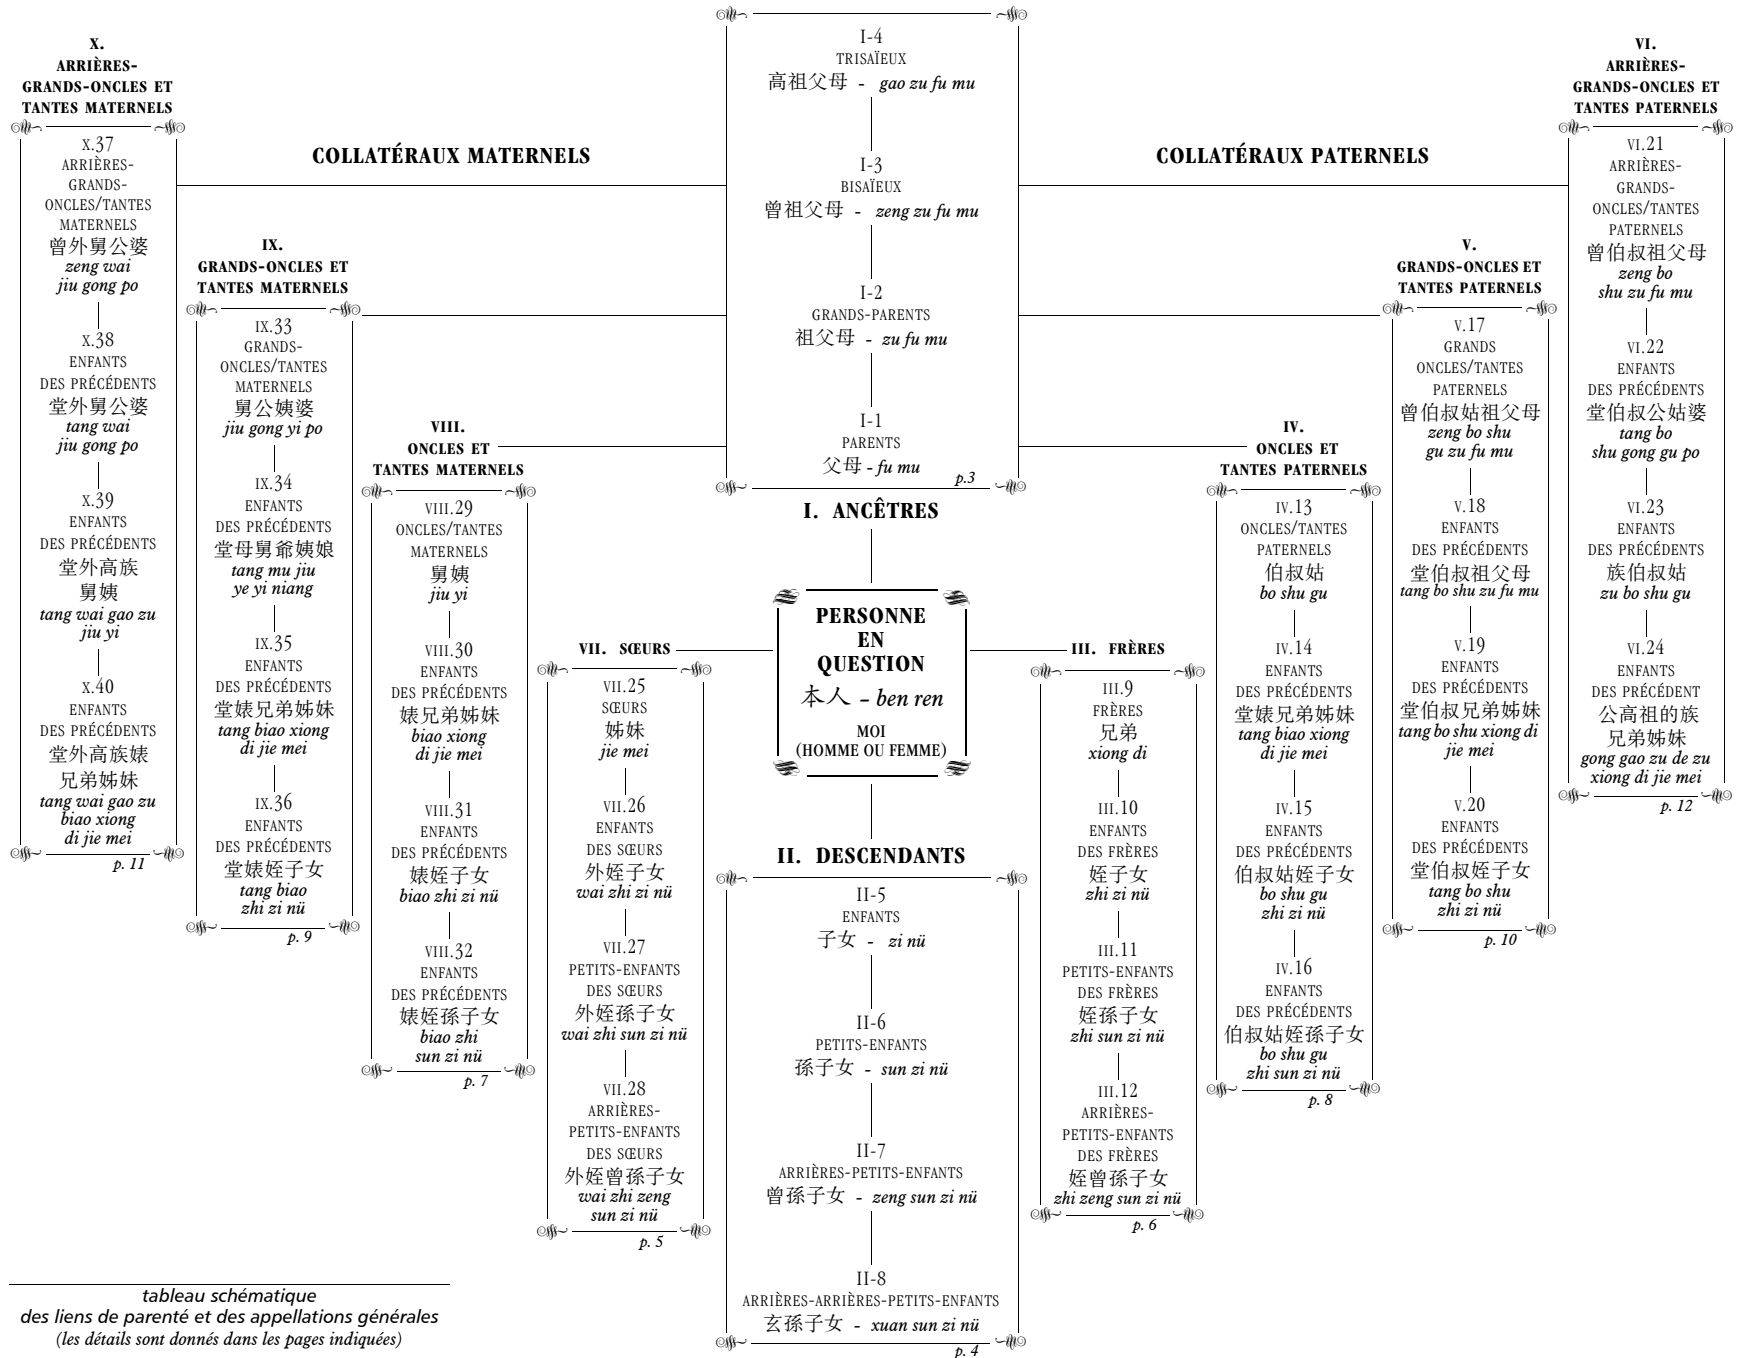 X.
ARRIÈRES-
GRANDS-ONCLES ET
TANTES MATERNELS
X.37
ARRIÈRES-
GRANDS-
ONCLES/TANTES
MATERNELS
曾外舅公婆
zeng wai
jiu gong po
X.38
ENFANTS
DES PRÉCÉDENTS
堂外舅公婆
tang wai
jiu gong po
X.39
ENFANTS
DES PRÉCÉDENTS
堂外高族
舅姨
tang wai gao zu
jiu yi
X.40
ENFANTS
DES PRÉCÉDENTS
堂外高族婊
兄弟姊妹
tang wai gao zu
biao xiong
di jie mei
p. 11
COLLATÉRAUX MATERNELS
IX.
GRANDS-ONCLES ET
TANTES MATERNELS
IX.33
GRANDS-
ONCLES/TANTES
MATERNELS
舅公姨婆
jiu gong yi po
IX.34
ENFANTS
DES PRÉCÉDENTS
堂母舅爺姨娘
tang mu jiu
ye yi niang
IX.35
ENFANTS
DES PRÉCÉDENTS
堂婊兄弟姊妹
tang biao xiong
di jie mei
IX.36
ENFANTS
DES PRÉCÉDENTS
堂婊姪子女
tang biao
zhi zi nü
p. 9
VIII.
ONCLES ET
TANTES MATERNELS
VIII.29
ONCLES/TANTES
MATERNELS
舅姨
jiu yi
VIII.30
ENFANTS
DES PRÉCÉDENTS
婊兄弟姊妹
biao xiong
di jie mei
VIII.31
ENFANTS
DES PRÉCÉDENTS
婊姪子女
biao zhi zi nü
VIII.32
ENFANTS
DES PRÉCÉDENTS
婊姪孫子女
biao zhi
sun zi nü
p. 7
VII. SŒURS
VII.25
SŒURS
姊妹
jie mei
VII.26
ENFANTS
DES SŒURS
外姪子女
wai zhi zi nü
VII.27
PETITS-ENFANTS
DES SŒURS
外姪孫子女
wai zhi sun zi nü
VII.28
ARRIÈRES-
PETITS-ENFANTS
DES SŒURS
外姪曾孫子女
wai zhi zeng
sun zi nü
p. 5
I-4
TRISAÏEUX
高祖父母 - gao zu fu mu
I-3
BISAÏEUX
曾祖父母 - zeng zu fu mu
I-2
GRANDS-PARENTS
祖父母 - zu fu mu
I-1
PARENTS
父母 - fu mu
p.3
I. ANCÊTRES
PERSONNE
EN
QUESTION
本人 - ben ren
MOI
(HOMME OU FEMME)
II. DESCENDANTS
II-5
ENFANTS
子女 - zi nü
II-6
PETITS-ENFANTS
孫子女 - sun zi nü
II-7
ARRIÈRES-PETITS-ENFANTS
曾孫子女 - zeng sun zi nü
II-8
ARRIÈRES-ARRIÈRES-PETITS-ENFANTS
玄孫子女 - xuan sun zi nü
p. 4
III. FRÈRES
III.9
FRÈRES
兄弟
xiong di
III.10
ENFANTS
DES FRÈRES
姪子女
zhi zi nü
III.11
PETITS-ENFANTS
DES FRÈRES
姪孫子女
zhi sun zi nü
III.12
ARRIÈRES-
PETITS-ENFANTS
DES FRÈRES
姪曾孫子女
zhi zeng sun zi nü
p. 6
COLLATÉRAUX PATERNELS
IV.
ONCLES ET
TANTES PATERNELS
IV.13
ONCLES/TANTES
PATERNELS
伯叔姑
bo shu gu
IV.14
ENFANTS
DES PRÉCÉDENTS
堂婊兄弟姊妹
tang biao xiong
di jie mei
IV.15
ENFANTS
DES PRÉCÉDENTS
伯叔姑姪子女
bo shu gu
zhi zi nü
IV.16
ENFANTS
DES PRÉCÉDENTS
伯叔姑姪孫子女
bo shu gu
zhi sun zi nü
p. 8
V.
GRANDS-ONCLES ET
TANTES PATERNELS
V.17
GRANDS
ONCLES/TANTES
PATERNELS
曾伯叔姑祖父母
zeng bo shu
gu zu fu mu
V.18
ENFANTS
DES PRÉCÉDENTS
堂伯叔祖父母
tang bo shu zu fu mu
V.19
ENFANTS
DES PRÉCÉDENTS
堂伯叔兄弟姊妹
tang bo shu xiong di
jie mei
V.20
ENFANTS
DES PRÉCÉDENTS
堂伯叔姪子女
tang bo shu
zhi zi nü
p. 10
VI.
ARRIÈRES-
GRANDS-ONCLES ET
TANTES PATERNELS
VI.21
ARRIÈRES-
GRANDS-
ONCLES/TANTES
PATERNELS
曾伯叔祖父母
zeng bo
shu zu fu mu
VI.22
ENFANTS
DES PRÉCÉDENTS
堂伯叔公姑婆
tang bo
shu gong gu po
VI.23
ENFANTS
DES PRÉCÉDENTS
族伯叔姑
zu bo shu gu
VI.24
ENFANTS
DES PRÉCÉDENT
公高祖的族
兄弟姊妹
gong gao zu de zu
xiong di jie mei
p. 12
tableau schématique
des liens de parenté et des appellations générales
(les détails sont donnés dans les pages indiquées)